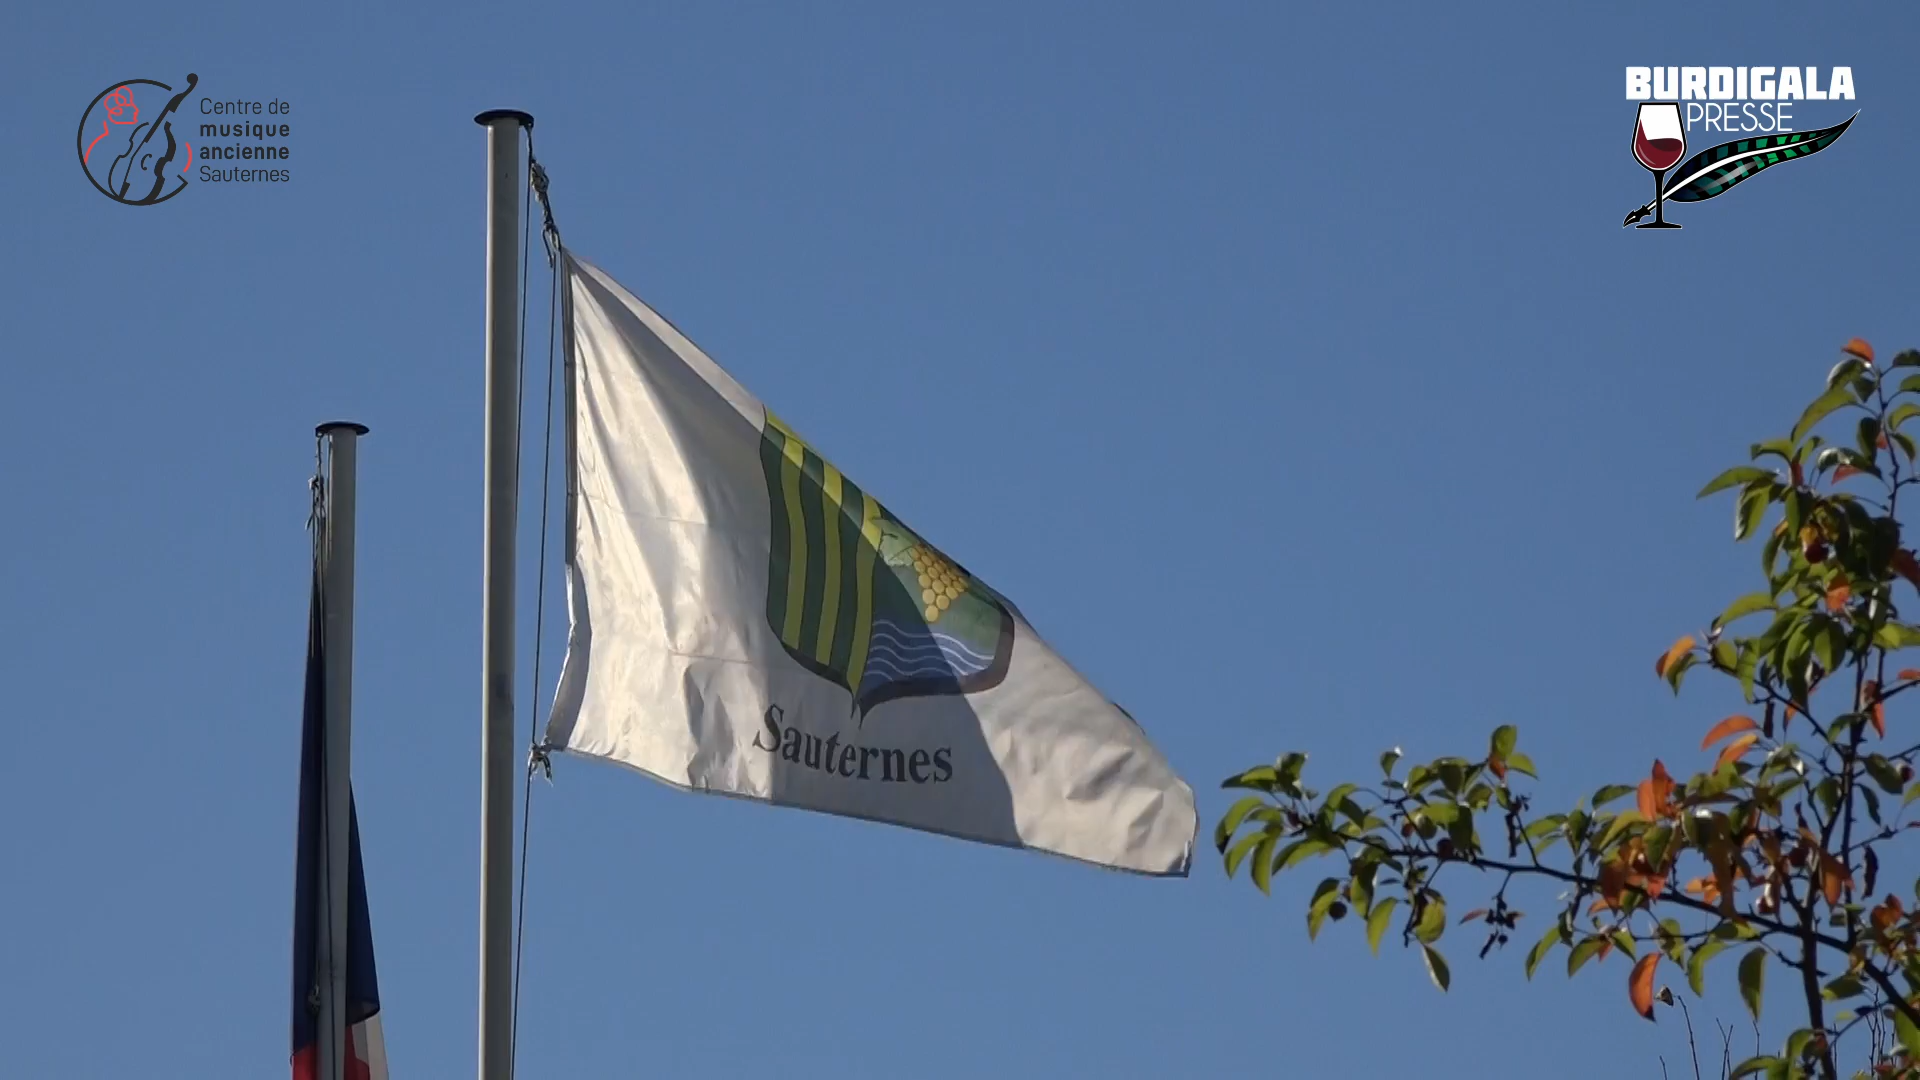 Centre de
musique
ancienne
Sauternes
BURDIGALA
PRESSE
Sauternes